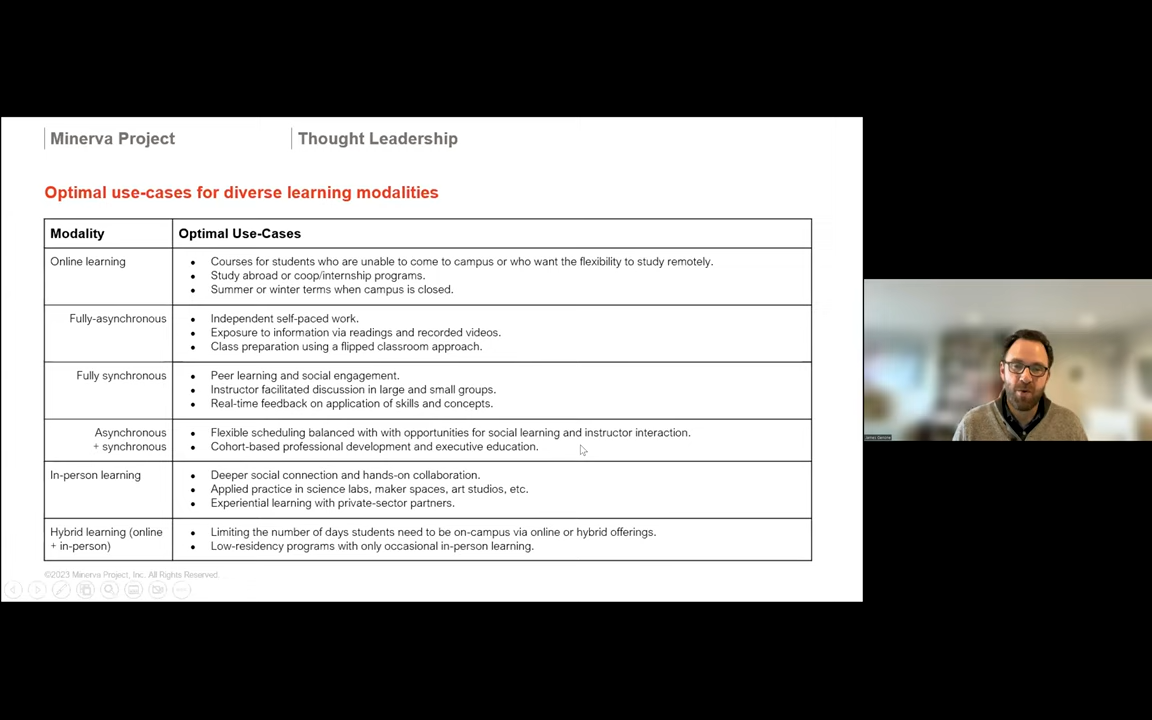 Minerva Project
Thought Leadership
Optimal use-cases for diverse learning modalities
Modality
Optimal Use-Cases
Online learning
Courses for students who are unable to come to campus or who want the flexibility to study remotely.
Study abroad or coop/internship programs.
Summer or winter terms when campus is closed.
Fully-asynchronous
Independent self-paced work.
Exposure to information via readings and recorded videos.
Class preparation using a flipped classroom approach.
Fully synchronous
Peer learning and social engagement.
Instructor facilitated discussion in large and small groups.
Real-time feedback on application of skills and concepts.
Asynchronous
+ synchronous
Flexible scheduling balanced with with opportunities for social learning and instructor interaction.
Cohort-based professional development and executive education.
In-person learning
Deeper social connection and hands-on collaboration.
Applied practice in science labs, maker spaces, art studios, etc.
Experiential learning with private-sector partners.
Hybrid learning (online
+ in-person)
Limiting the number of days students need to be on-campus via online or hybrid offerings.
Low-residency programs with only occasional in-person learning.
©2023 Minerva Project, Inc. All Rights Reserved.